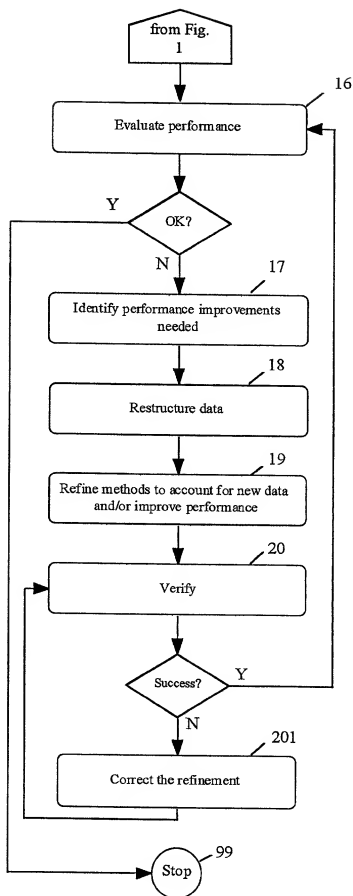 from Fig.
1
16
Evaluate performance
Y
OK?
N
17
Identify performance improvements
needed
18
Restructure data
19
Refine methods to account for new data
and/or improve performance
20
Verify
Success?
Y
N
201
Correct the refinement
99
Stop